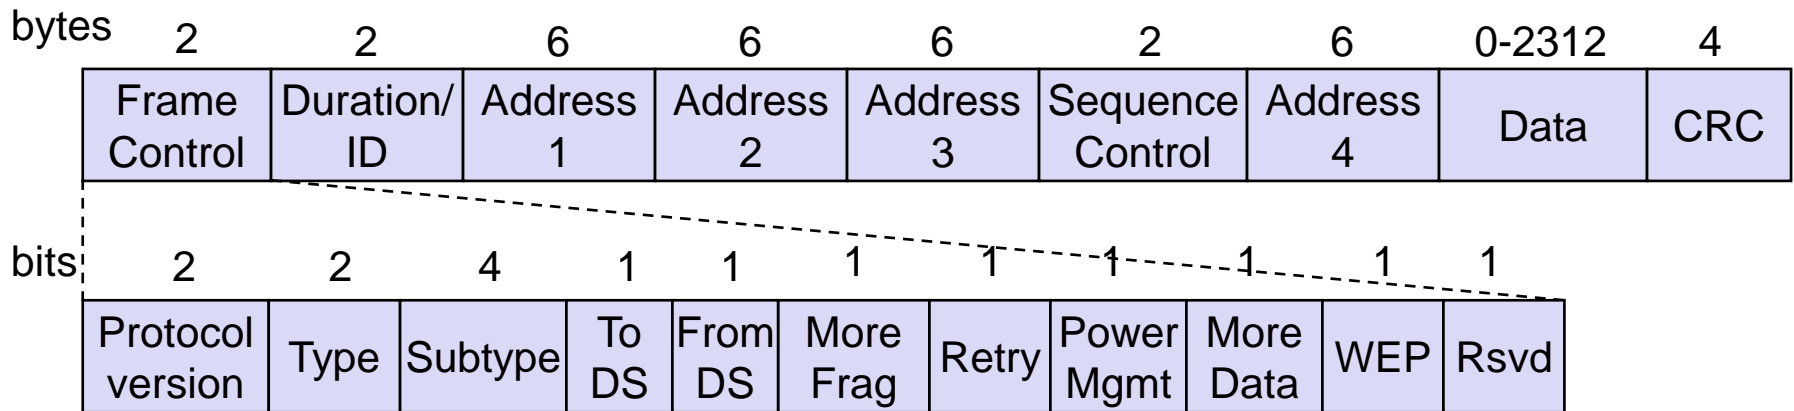 bytes 2 2 6 6 6 2 6 0-2312 4
Frame Control Duration/ ID Address 1 Address 2 Address 3 Sequence Control Address 4 Data CRC
bits 2 2 4 1 1 1 1 1 1 1 1
Protocol version Type Subtype To DS From DS More Frag Retry Power Mgmt More Data WEP Rsvd